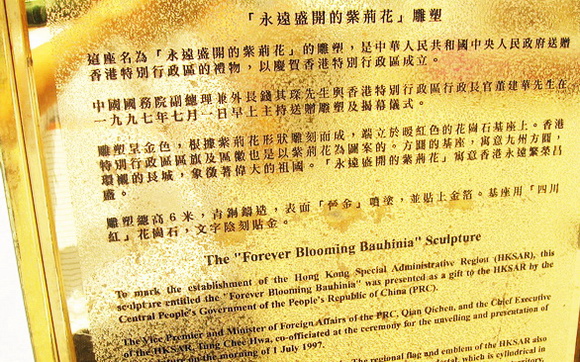 「永遠盛開的紫荊花」雕塑
這座名為「永遠盛開的紫荊花」的雕塑，是中華人民共和國中央人民政府送贈
香港特別行政區的禮物，以慶賀香港特別行政區成立。
中國國務院副總理兼外長錢其琛先生與香港特別行政區行政長官董建華先生在
一九九七年七月一日早上主持送贈雕塑及揭幕儀式。
雕塑呈金色，根據紫荊花形狀雕刻而成，端立於暖紅色的花崗石基座上。香港
特別行政區區旗及區徽也是以紫荊花為圖案的。方圓的基座，寓意九州方圓，
環襯的長城，象徵著偉大的祖國。「永遠盛開的紫荊花」寓意香港永遠繁榮昌
盛。
雕塑總高6米，青銅鑄造，表面「熔金」噴塗，並貼上金箔。基座用「四川
紅」花崗石，文字陰刻貼金。
The "Forever Blooming Bauhinia" Sculpture
To mark the establishment of the Hong Kong Special Administrative Region (HKSAR), this
sculpture entitled the "Forever Blooming Bauhinia" was presented as a gift to the HKSAR by the
Central People's Government of the People's Republic of China (PRC).
The Vice Premier and Minister of Foreign Affairs of the PRC, Qian Qichen, and the Chief Executive
of the HKSAR, Tung Chee Hwa, co-officiated at the ceremony for the unveiling and presentation of
on the morning of 1 July 1997.
The regional flag and emblem of the HKSAR also
which is cylindrical in